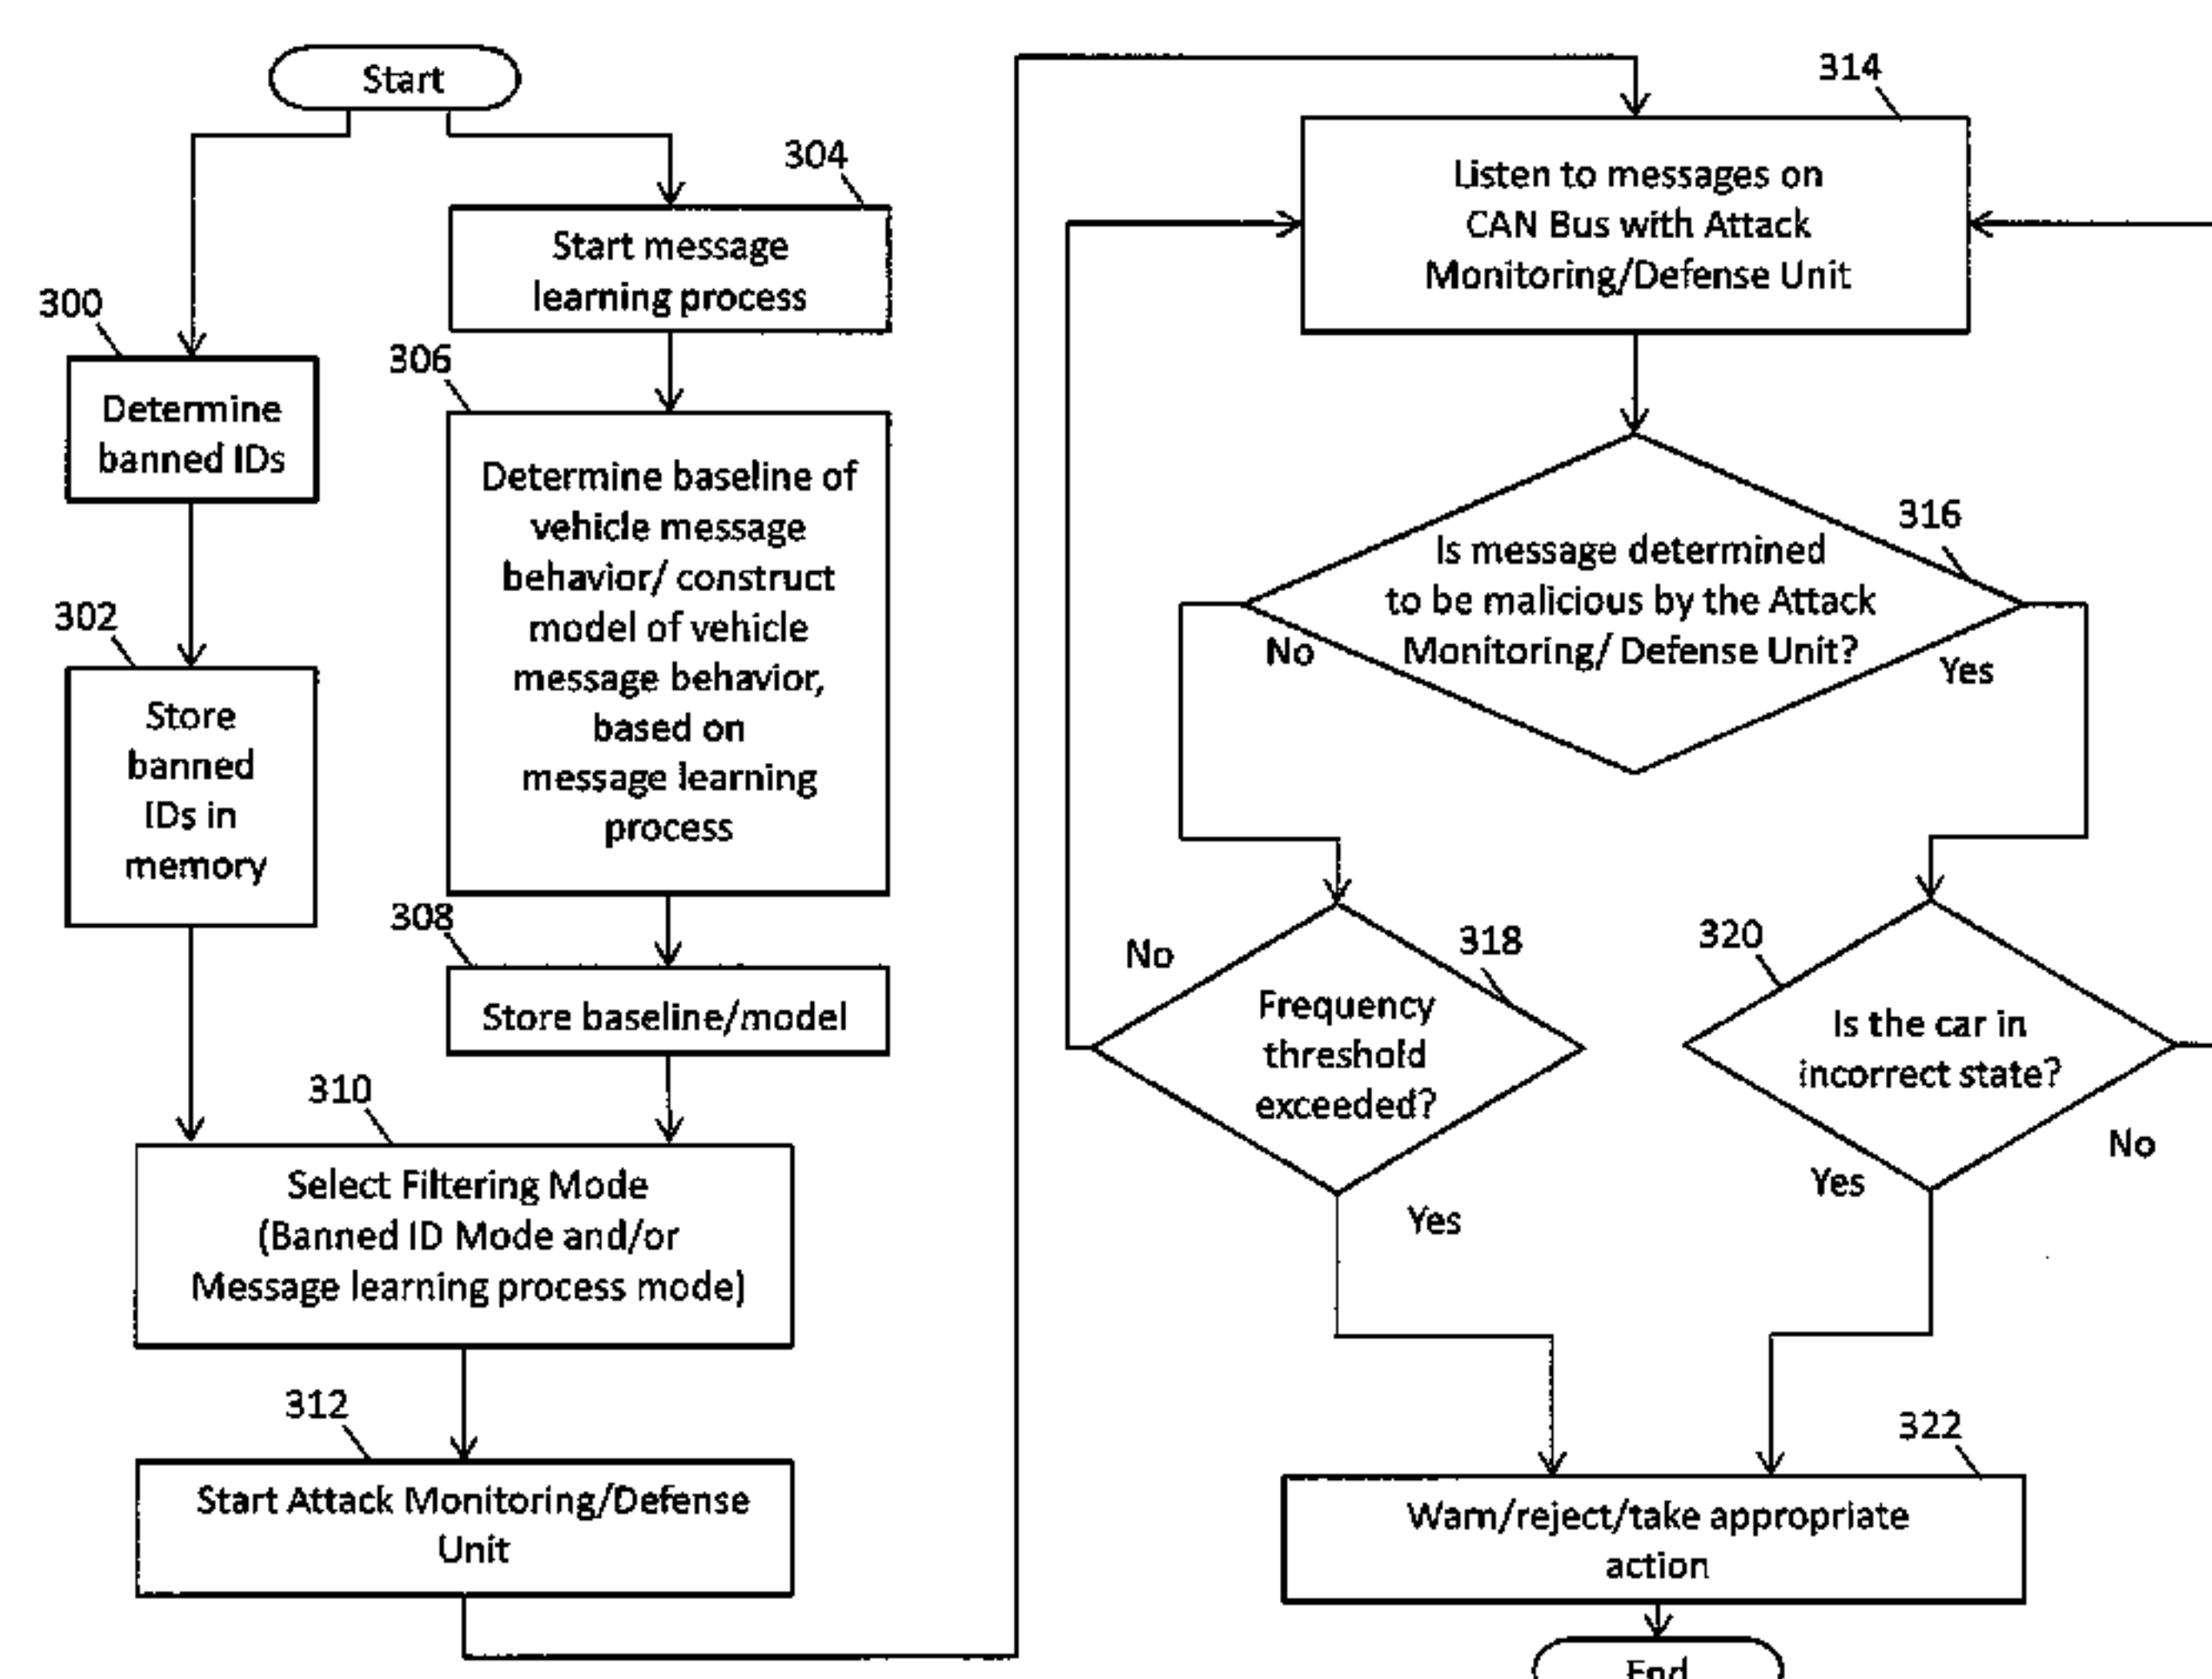 Start
304
Start message
learning process
300
Determine
banned IDs
306
Determine baseline of
vehicle message
behavior/ construct
model of vehicle
message behavior,
based on
message learning
process
302
Store
banned
IDs in
memory
308
Store baseline/model
310
Select Filtering Mode
(Banned ID Mode and/or
Message learning process mode)
312
Start Attack Monitoring/Defense
Unit
314
Listen to messages on
CAN Bus with Attack
Monitoring/Defense Unit
316
Is message determined
to be malicious by the Attack
Monitoring/ Defense Unit?
No
Yes
318
No
Frequency
threshold
exceeded?
Yes
320
Is the car in
incorrect state?
No
Yes
322
Warn/reject/take appropriate
action
End